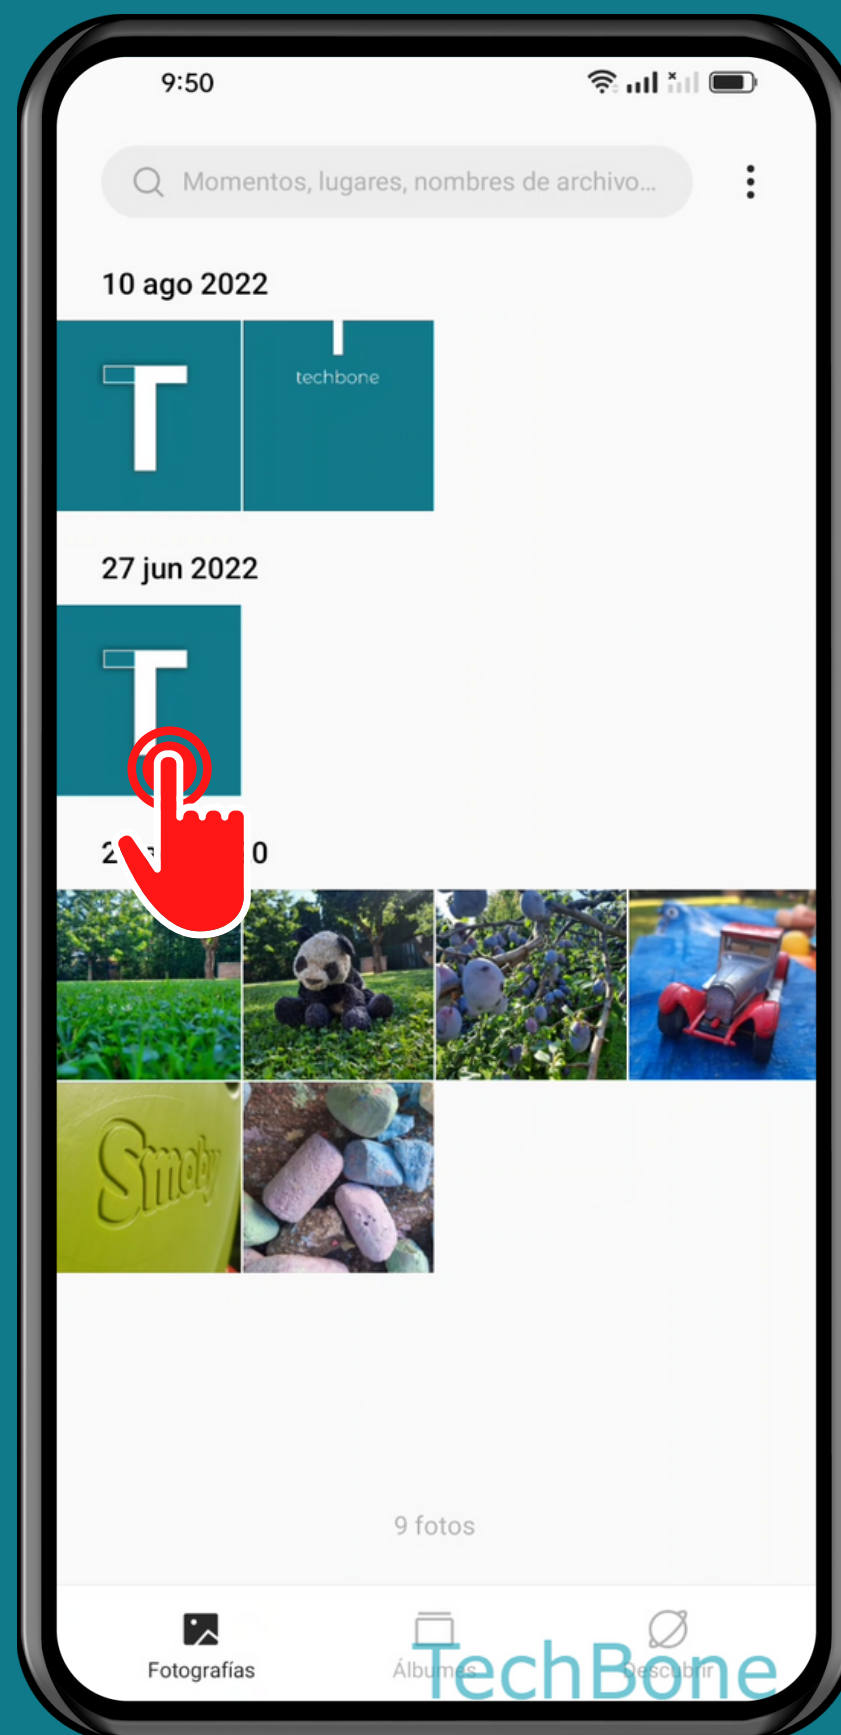 9:50
Momentos, lugares, nombres de archivo...
10 ago 2022
T
techbone
27 jun 2022
T
Smoby
9 fotos
Fotografías
Álbumes
Descubrir
TechBone